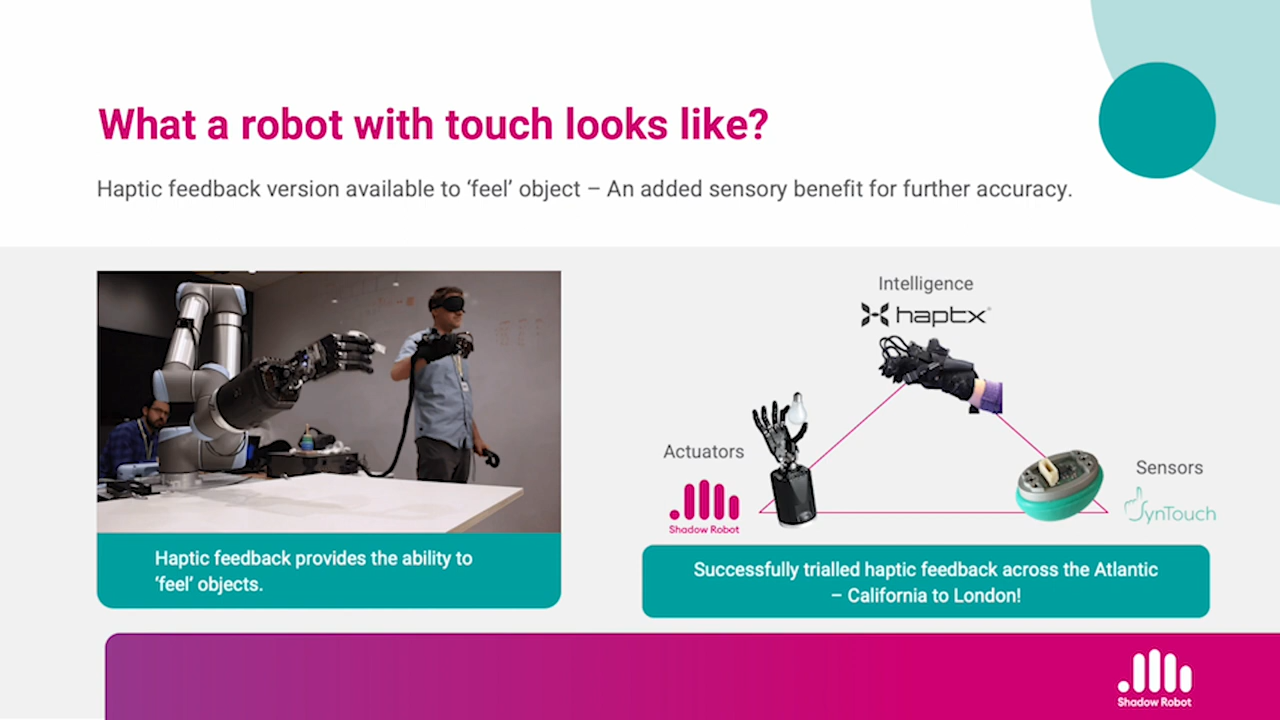 What a robot with touch looks like?
Haptic feedback version available to ‘feel’ object – An added sensory benefit for further accuracy.
Intelligence
haptx
Actuators
Shadow Robot
Sensors
SynTouch
Haptic feedback provides the ability to
‘feel’ objects.
Successfully trialled haptic feedback across the Atlantic
– California to London!
Shadow Robot